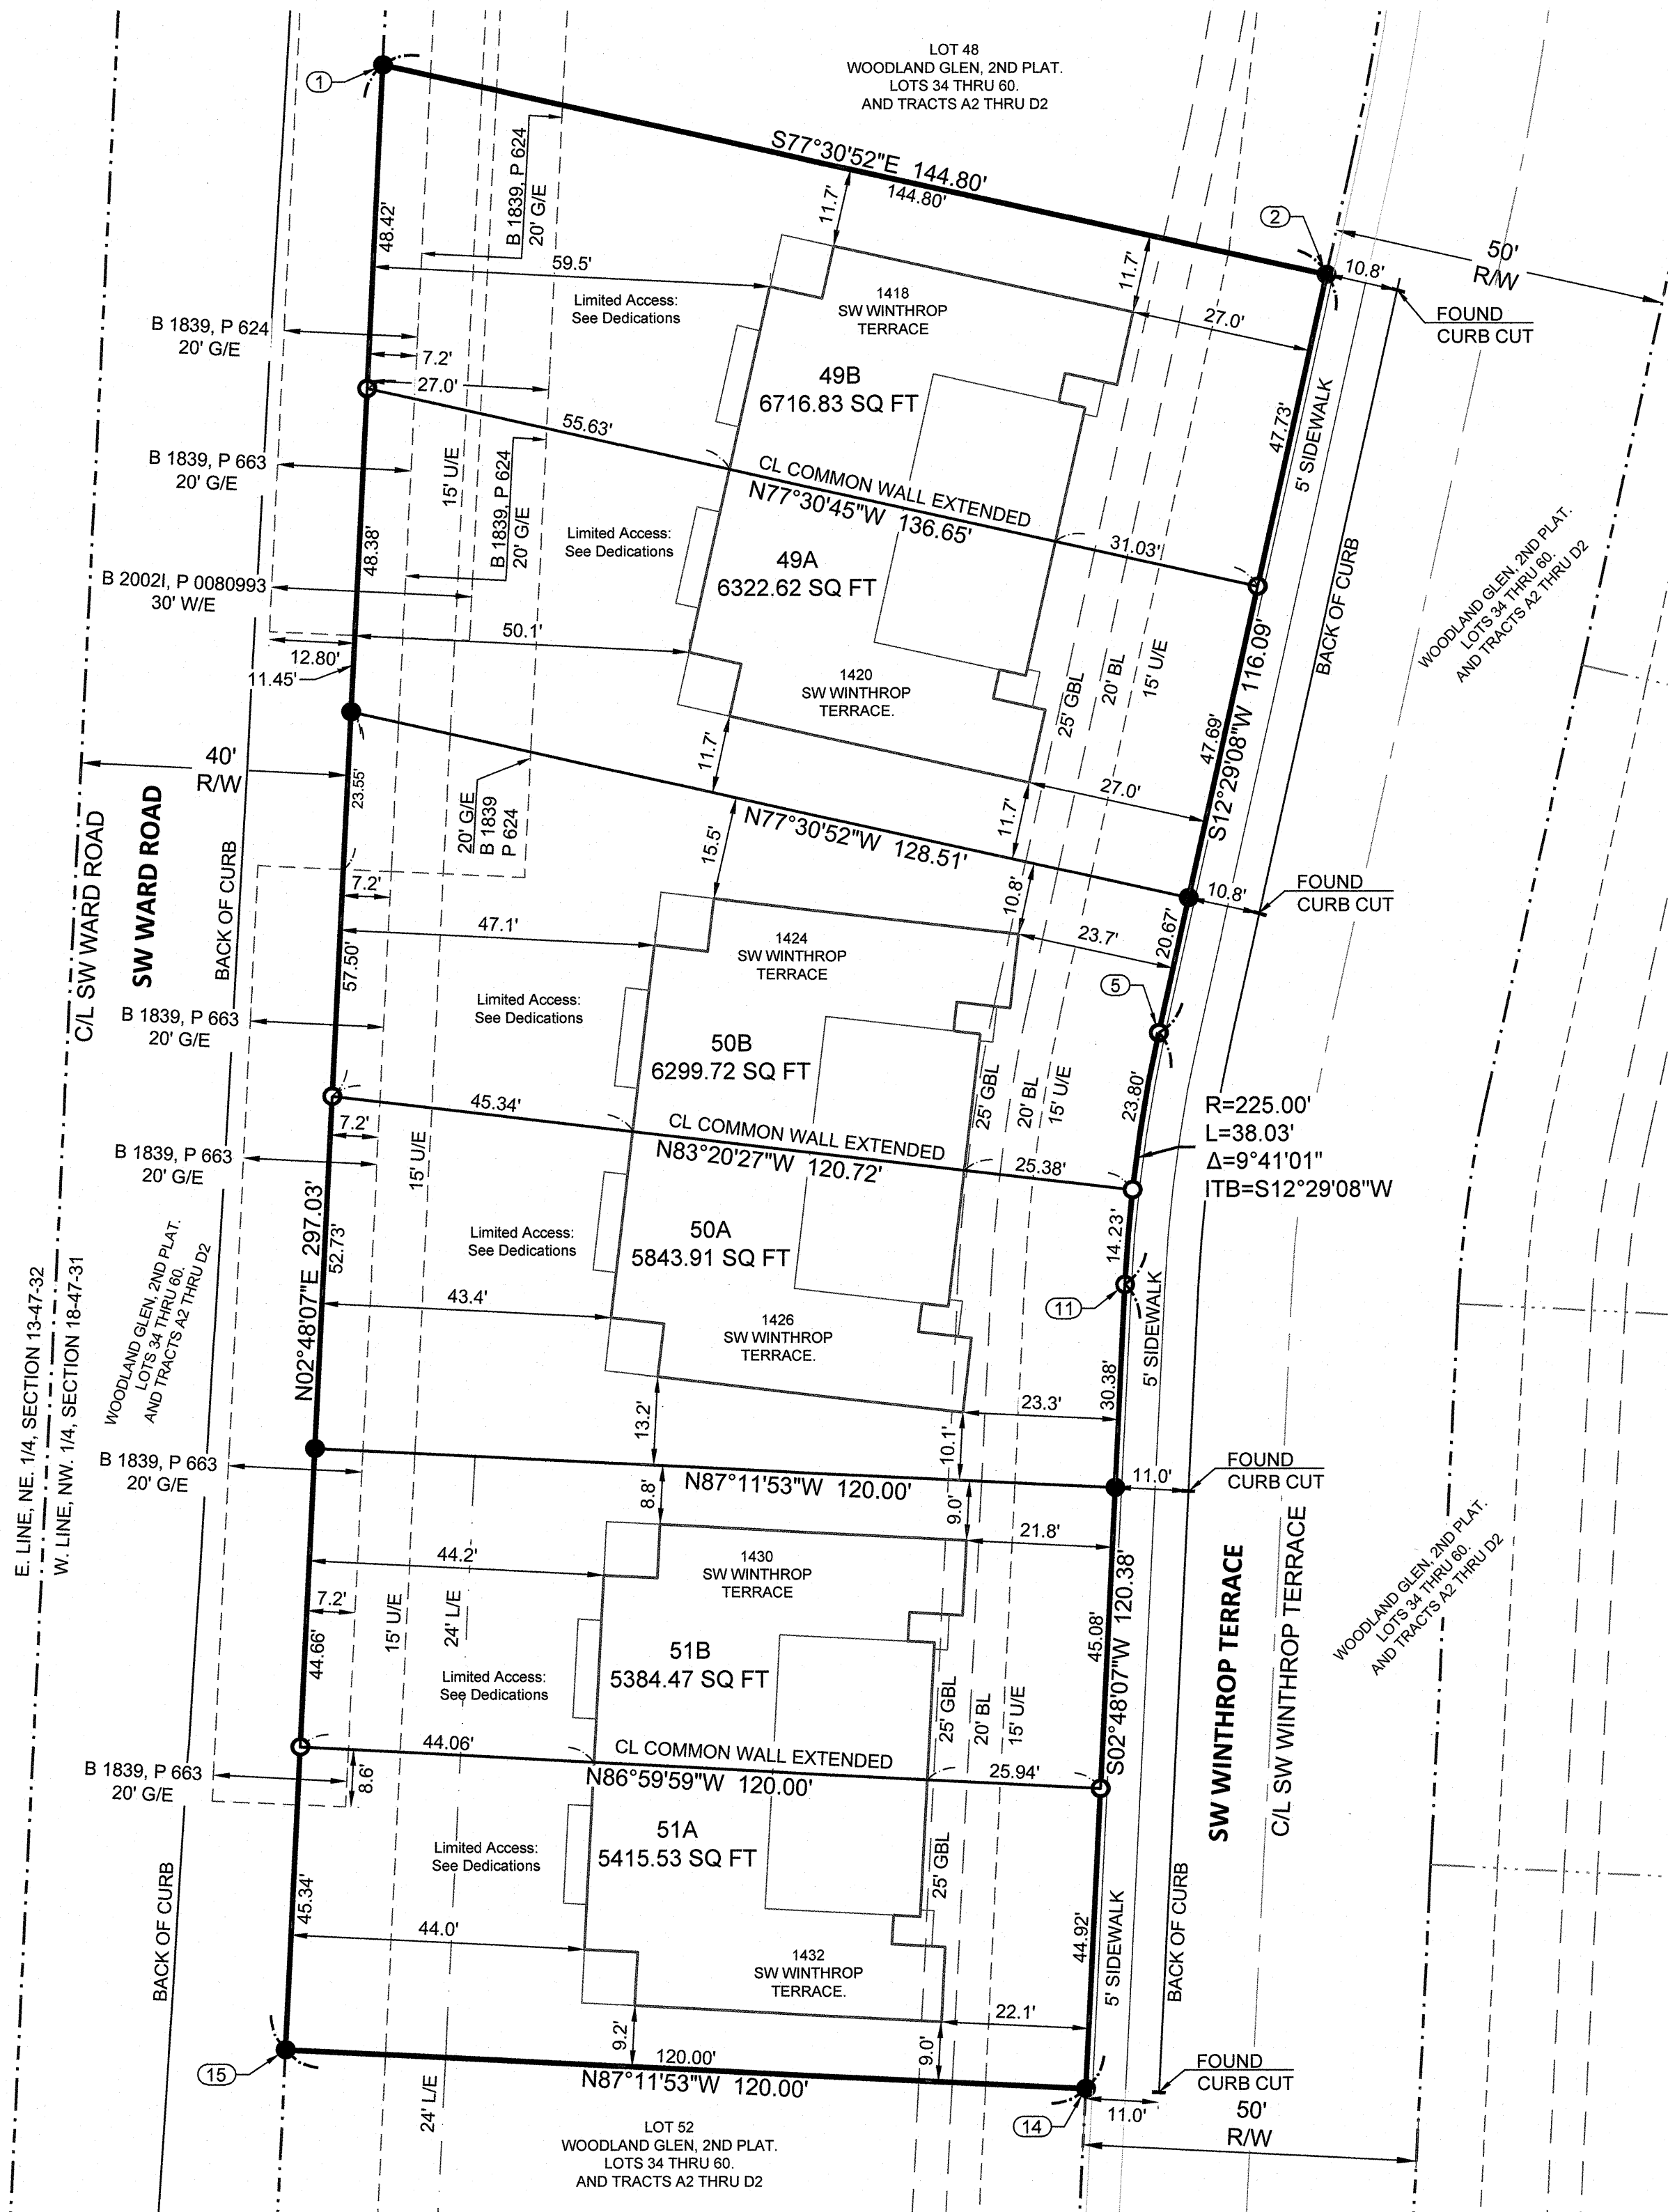 LOT 48
WOODLAND GLEN, 2ND PLAT.
LOTS 34 THRU 60.
AND TRACTS A2 THRU D2
1
S77°30'52"E 144.80'
144.80'
2
50'
R/W
10.8'
FOUND
CURB CUT
48.42'
B 1839, P 624
20' G/E
11.7'
11.7'
59.5'
Limited Access:
See Dedications
1418
SW WINTHROP
TERRACE
27.0'
B 1839, P 624
20' G/E
7.2'
27.0'
49B
6716.83 SQ FT
47.73'
5' SIDEWALK
55.63'
CL COMMON WALL EXTENDED
N77°30'45"W 136.65'
31.03'
B 1839, P 663
20' G/E
15' U/E
B 1839, P 624
20' G/E
48.38'
Limited Access:
See Dedications
49A
6322.62 SQ FT
B 2002I, P 0080993
30' W/E
50.1'
12.80'
11.45'
1420
SW WINTHROP
TERRACE.
25' GBL
20' BL
15' U/E
47.69'
S12°29'08"W 116.09'
BACK OF CURB
WOODLAND GLEN, 2ND PLAT.
LOTS 34 THRU 60.
AND TRACTS A2 THRU D2
40'
R/W
23.55'
20' G/E
B 1839
P 624
11.7'
11.7'
27.0'
N77°30'52"W 128.51'
15.5'
10.8'
10.8'
FOUND
CURB CUT
C/L SW WARD ROAD
SW WARD ROAD
BACK OF CURB
7.2'
47.1'
57.50'
1424
SW WINTHROP
TERRACE
23.7'
20.67'
5
Limited Access:
See Dedications
B 1839, P 663
20' G/E
50B
6299.72 SQ FT
25' GBL
20' BL
15' U/E
23.80'
R=225.00'
L=38.03'
Δ=9°41'01"
ITB=S12°29'08"W
45.34'
CL COMMON WALL EXTENDED
N83°20'27"W 120.72'
25.38'
7.2'
B 1839, P 663
20' G/E
15' U/E
N02°48'07"E 297.03'
52.73'
Limited Access:
See Dedications
50A
5843.91 SQ FT
14.23'
11
5' SIDEWALK
43.4'
1426
SW WINTHROP
TERRACE.
30.38'
23.3'
E. LINE, NE. 1/4, SECTION 13-47-32
W. LINE, NW. 1/4, SECTION 18-47-31
WOODLAND GLEN, 2ND PLAT.
LOTS 34 THRU 60.
AND TRACTS A2 THRU D2
13.2'
10.1'
B 1839, P 663
20' G/E
N87°11'53"W 120.00'
11.0'
FOUND
CURB CUT
8.8'
9.0'
44.2'
21.8'
1430
SW WINTHROP
TERRACE
7.2'
44.66'
15' U/E
24' L/E
Limited Access:
See Dedications
51B
5384.47 SQ FT
25' GBL
20' BL
15' U/E
45.08'
S02°48'07"W 120.38'
SW WINTHROP TERRACE
C/L SW WINTHROP TERRACE
WOODLAND GLEN, 2ND PLAT.
LOTS 34 THRU 60.
AND TRACTS A2 THRU D2
44.06'
CL COMMON WALL EXTENDED
N86°59'59"W 120.00'
25.94'
B 1839, P 663
20' G/E
8.6'
Limited Access:
See Dedications
51A
5415.53 SQ FT
25' GBL
BACK OF CURB
45.34'
44.0'
1432
SW WINTHROP
TERRACE.
44.92'
5' SIDEWALK
BACK OF CURB
22.1'
9.2'
9.0'
15
120.00'
N87°11'53"W 120.00'
14
11.0'
FOUND
CURB CUT
50'
R/W
24' L/E
LOT 52
WOODLAND GLEN, 2ND PLAT.
LOTS 34 THRU 60.
AND TRACTS A2 THRU D2